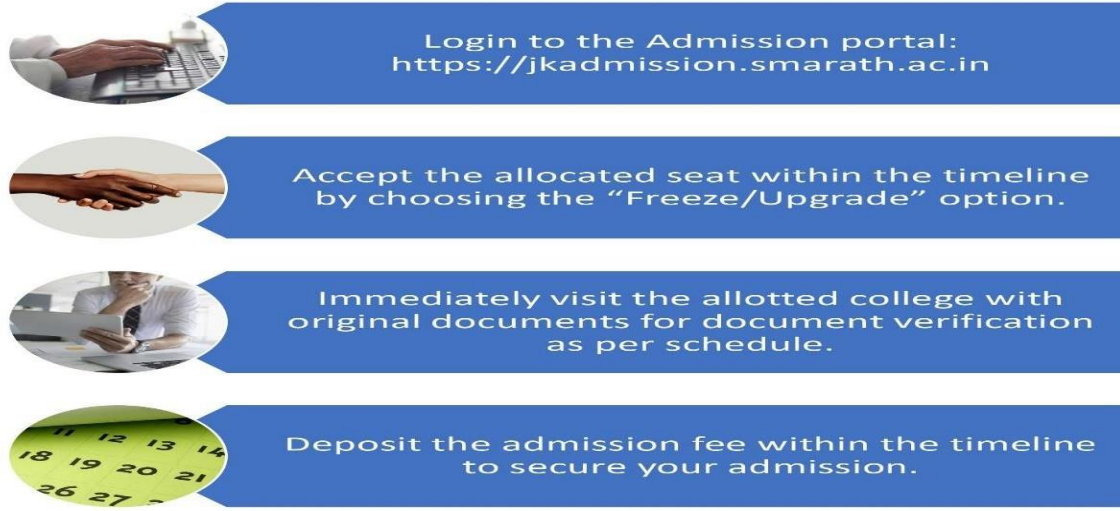 Login to the Admission portal:
https://jkadmission.smarath.ac.in
Accept the allocated seat within the timeline
by choosing the “Freeze/Upgrade” option.
Immediately visit the allotted college with
original documents for document verification
as per schedule.
Deposit the admission fee within the timeline
to secure your admission.
11 12 13 14
18 19 20 21
26 27